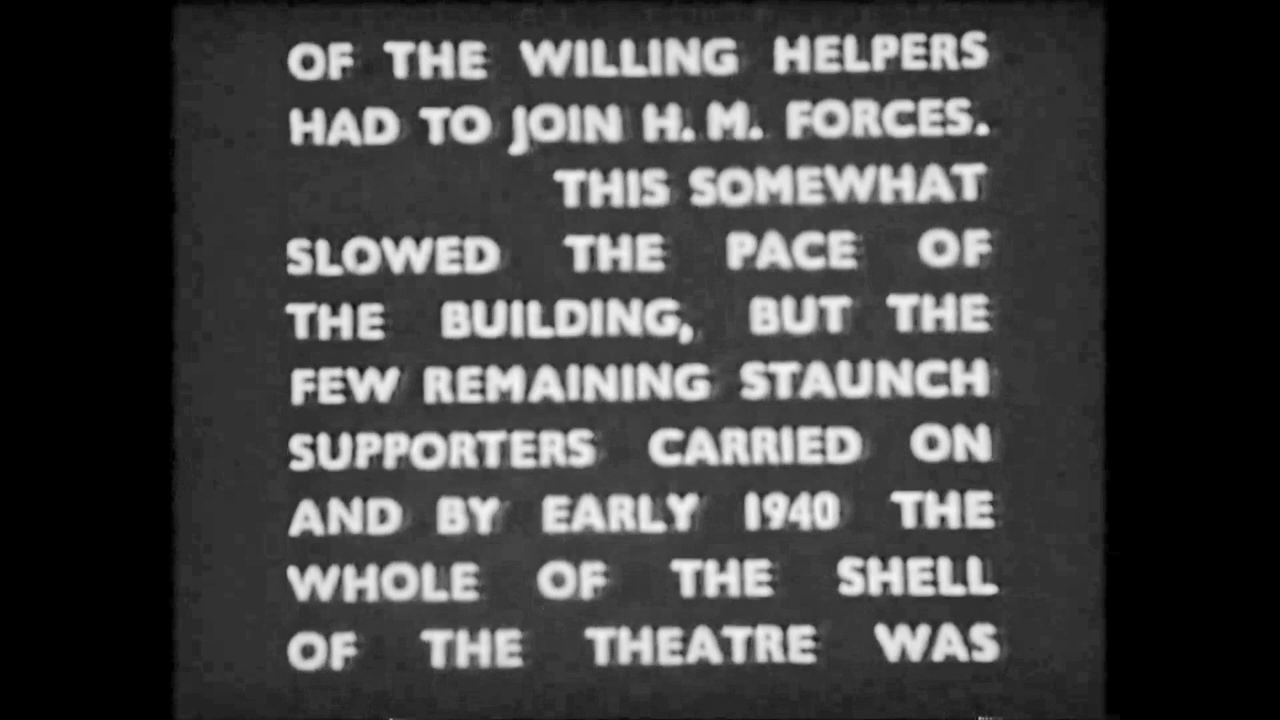 OF THE WILLING HELPERS
HAD TO JOIN H. M. FORCES.
THIS SOMEWHAT
SLOWED THE PACE OF
THE BUILDING, BUT THE
FEW REMAINING STAUNCH
SUPPORTERS CARRIED ON
AND BY EARLY 1940 THE
WHOLE OF THE SHELL
OF THE THEATRE WAS